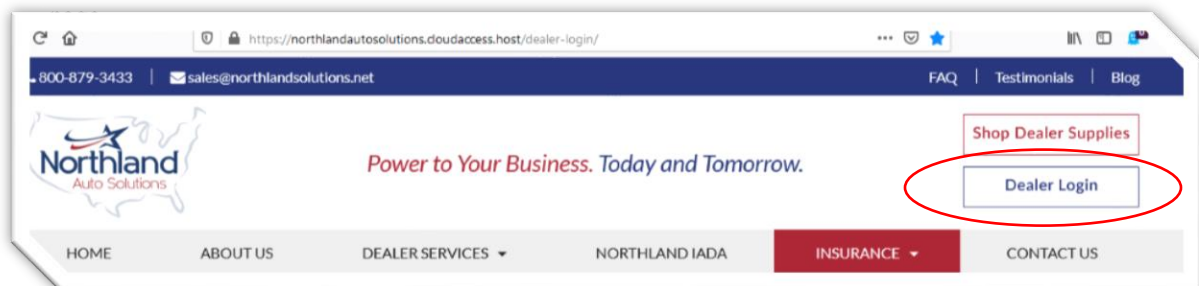 https://northlandautosolutions.cloudaccess.host/dealer-login/
800-879-3433 | sales@northlandsolutions.net FAQ | Testimonials | Blog
Shop Dealer Supplies
Northland
Auto Solutions
Power to Your Business. Today and Tomorrow.
Dealer Login
HOME ABOUT US DEALER SERVICES NORTHLAND IADA INSURANCE CONTACT US